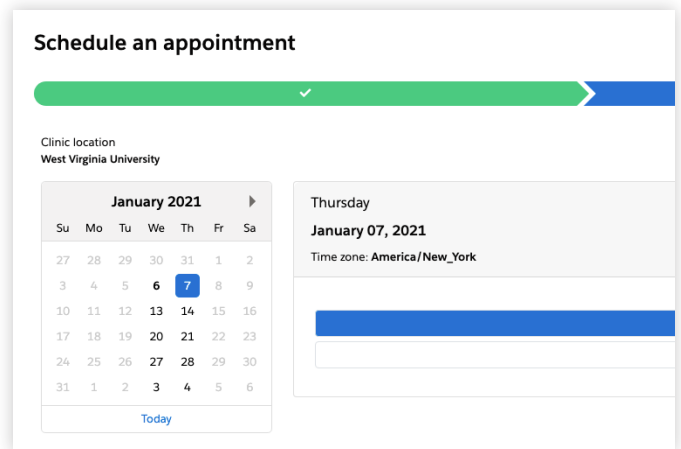 Schedule an appointment
Clinic location
West Virginia University
January 2021
Su Mo Tu We Th Fr Sa
27 28 29 30 31 1 2
3 4 5 6 7 8 9
10 11 12 13 14 15 16
17 18 19 20 21 22 23
24 25 26 27 28 29 30
31 1 2 3 4 5 6
Today
Thursday
January 07, 2021
Time zone: America/New_York